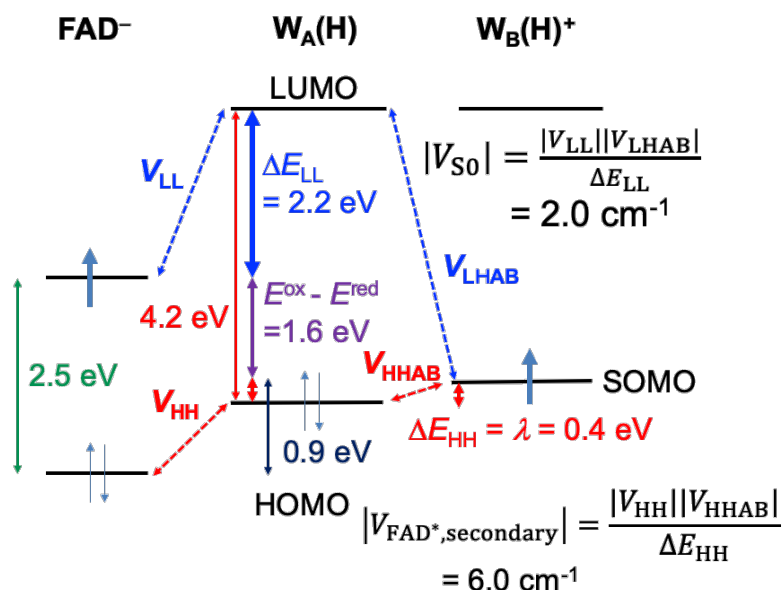 FAD⁻ W_A(H) W_B(H)⁺
LUMO
V_LL
ΔE_LL
= 2.2 eV
|V_S0| = |V_LL||V_LHAB| / ΔE_LL
= 2.0 cm⁻¹
V_LHAB
4.2 eV
E^ox - E^red
=1.6 eV
2.5 eV
V_HH
V_HHAB
SOMO
0.9 eV
ΔE_HH = λ = 0.4 eV
HOMO
|V_FAD*,secondary| = |V_HH||V_HHAB| / ΔE_HH
= 6.0 cm⁻¹